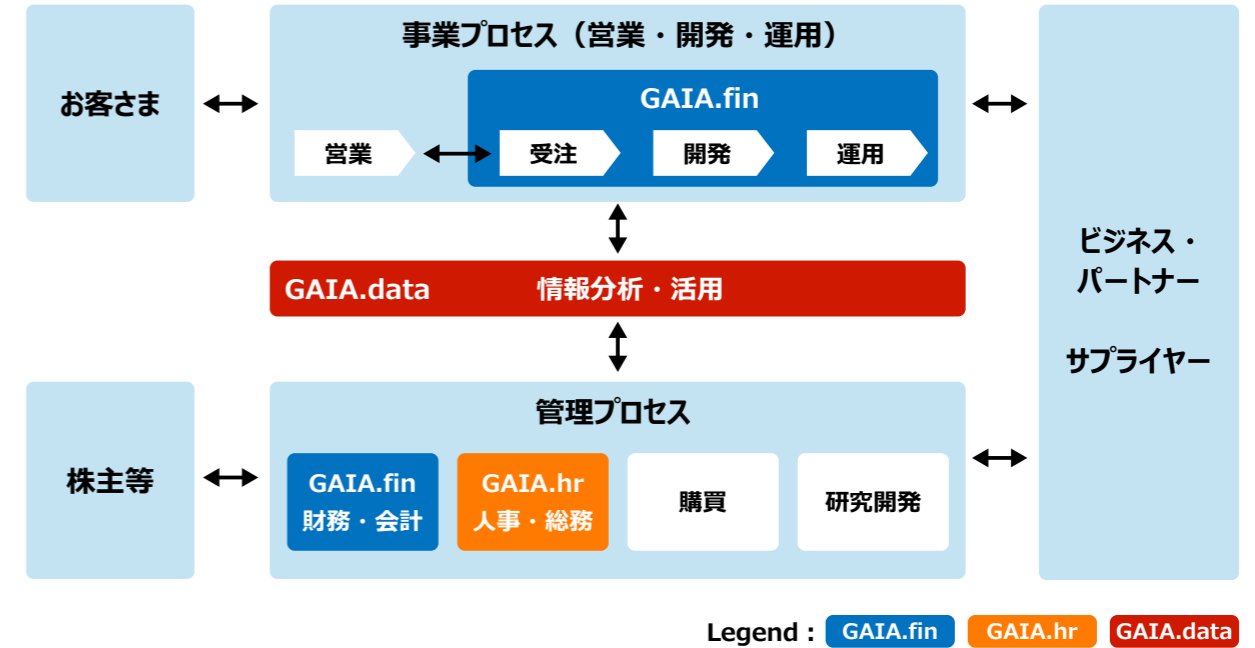 事業プロセス（営業・開発・運用）
お客さま
GAIA.fin
営業
受注
開発
運用
ビジネス・
パートナー
サプライヤー
GAIA.data 情報分析・活用
管理プロセス
株主等
GAIA.fin
財務・会計
GAIA.hr
人事・総務
購買
研究開発
Legend : GAIA.fin GAIA.hr GAIA.data